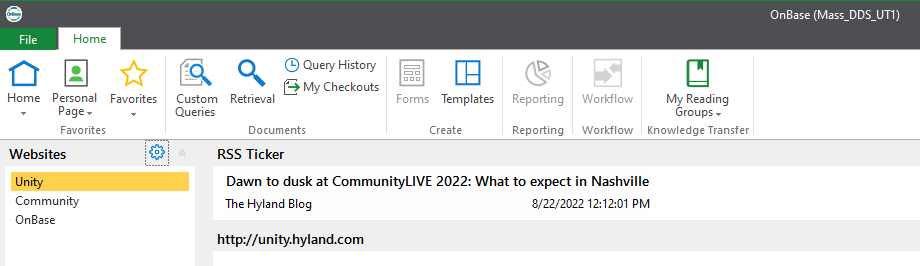 OnBase
OnBase (Mass_DDS_UT1)
File
Home
Home
Personal
Page
Favorites
Favorites
Custom
Queries
Retrieval
Query History
My Checkouts
Documents
Forms
Templates
Create
Reporting
Reporting
Workflow
Workflow
My Reading
Groups
Knowledge Transfer
Websites
Unity
Community
OnBase
RSS Ticker
Dawn to dusk at CommunityLIVE 2022: What to expect in Nashville
The Hyland Blog 8/22/2022 12:12:01 PM
http://unity.hyland.com